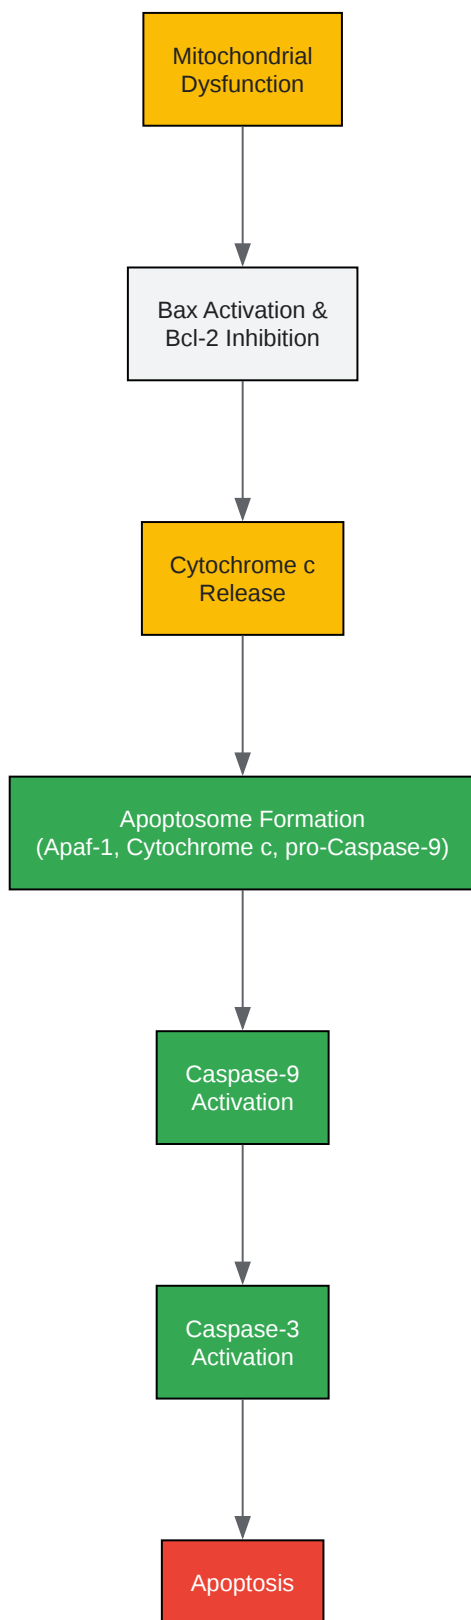 Mitochondrial
Dysfunction
Bax Activation &
Bcl-2 Inhibition
Cytochrome c
Release
Apoptosome Formation
(Apaf-1, Cytochrome c, pro-Caspase-9)
Caspase-9
Activation
Caspase-3
Activation
Apoptosis